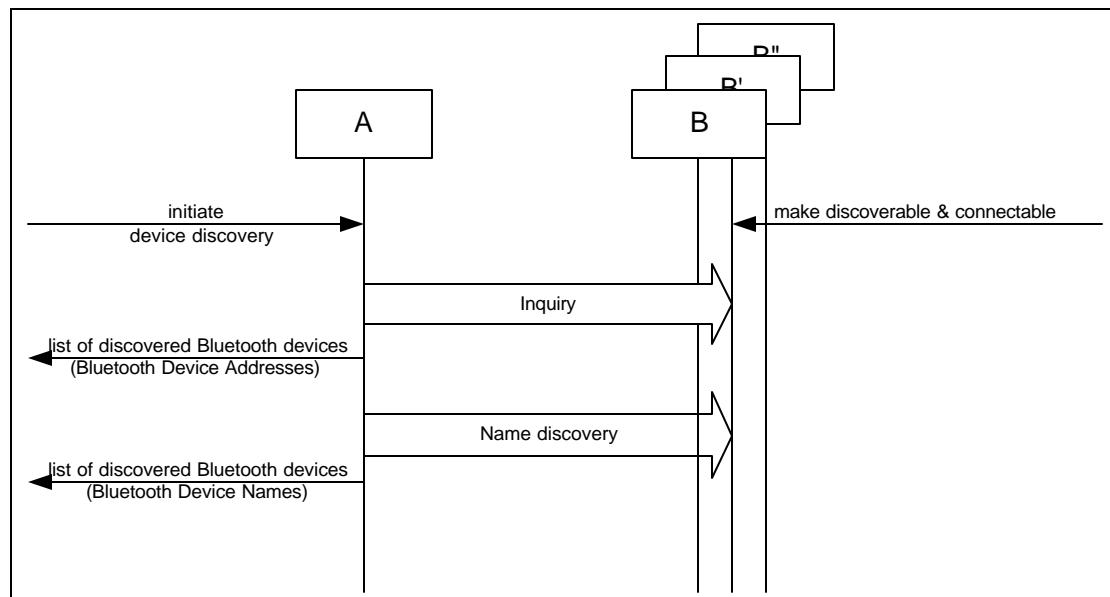 B"
B'
A
B
initiate
device discovery
make discoverable & connectable
Inquiry
list of discovered Bluetooth devices
(Bluetooth Device Addresses)
Name discovery
list of discovered Bluetooth devices
(Bluetooth Device Names)